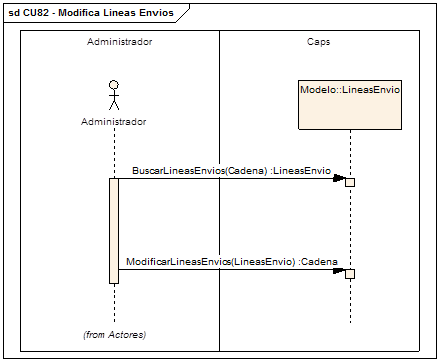 sd CU82 - Modifica Lineas Envios
Administrador
Caps
Modelo::LineasEnvio
Administrador
BuscarLineasEnvios(Cadena) :LineasEnvio
ModificarLineasEnvios(LineasEnvio) :Cadena
(from Actores)